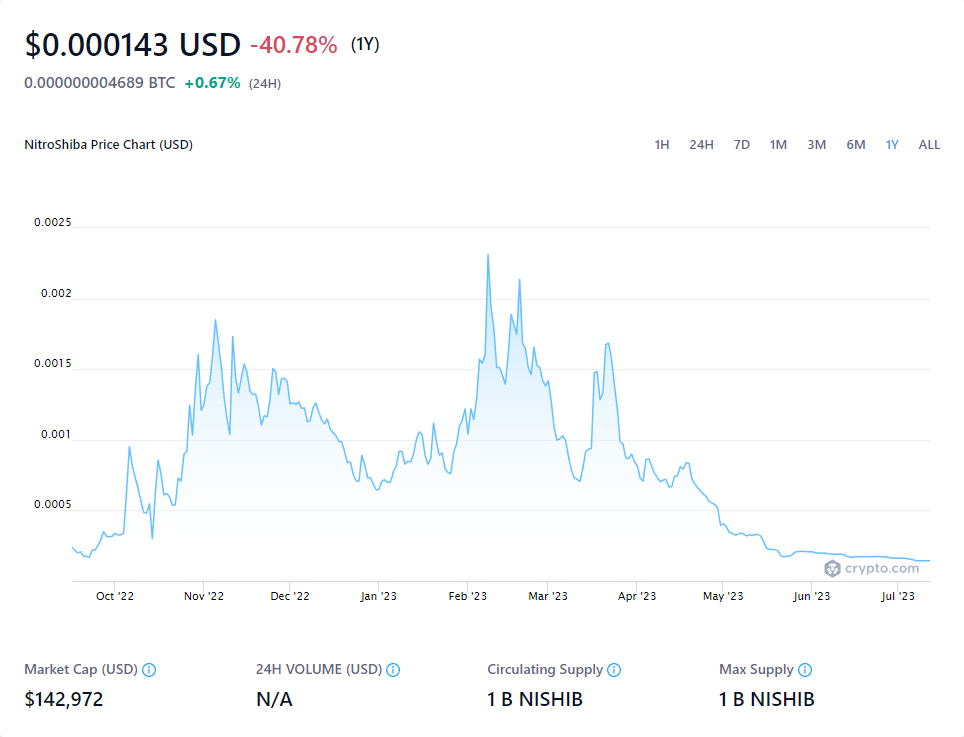 $0.000143 USD -40.78% (1Y)
0.000000004689 BTC +0.67% (24H)
NitroShiba Price Chart (USD) 1H 24H 7D 1M 3M 6M 1Y ALL
0.0025
0.002
0.0015
0.001
0.0005
crypto.com
Oct '22 Nov '22 Dec '22 Jan '23 Feb '23 Mar '23 Apr '23 May '23 Jun '23 Jul '23
Market Cap (USD) 24H VOLUME (USD) Circulating Supply Max Supply
$142,972 N/A 1 B NISHIB 1 B NISHIB